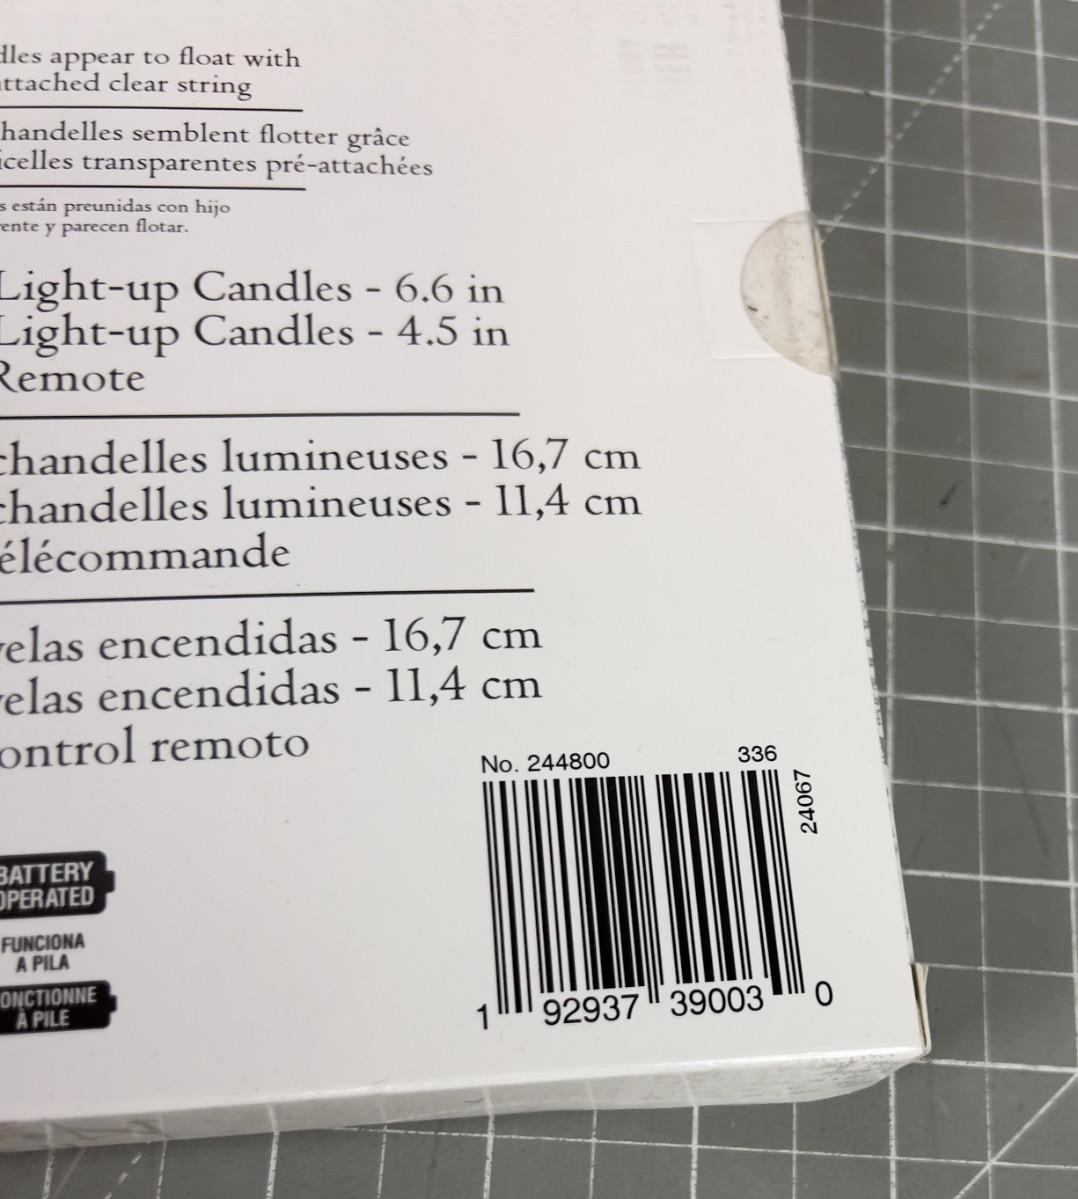 dles appear to float with
ttached clear string
handelles semblent flotter grâce
icelles transparentes pré-attachées
s están preunidas con hijo
ente y parecen flotar.
Light-up Candles - 6.6 in
Light-up Candles - 4.5 in
Remote
chandelles lumineuses - 16,7 cm
chandelles lumineuses - 11,4 cm
élécommande
velas encendidas - 16,7 cm
velas encendidas - 11,4 cm
ontrol remoto
No. 244800 336
24067
BATTERY
OPERATED
FUNCIONA
A PILA
ONCTIONNE
À PILE
1 92937 39003 0